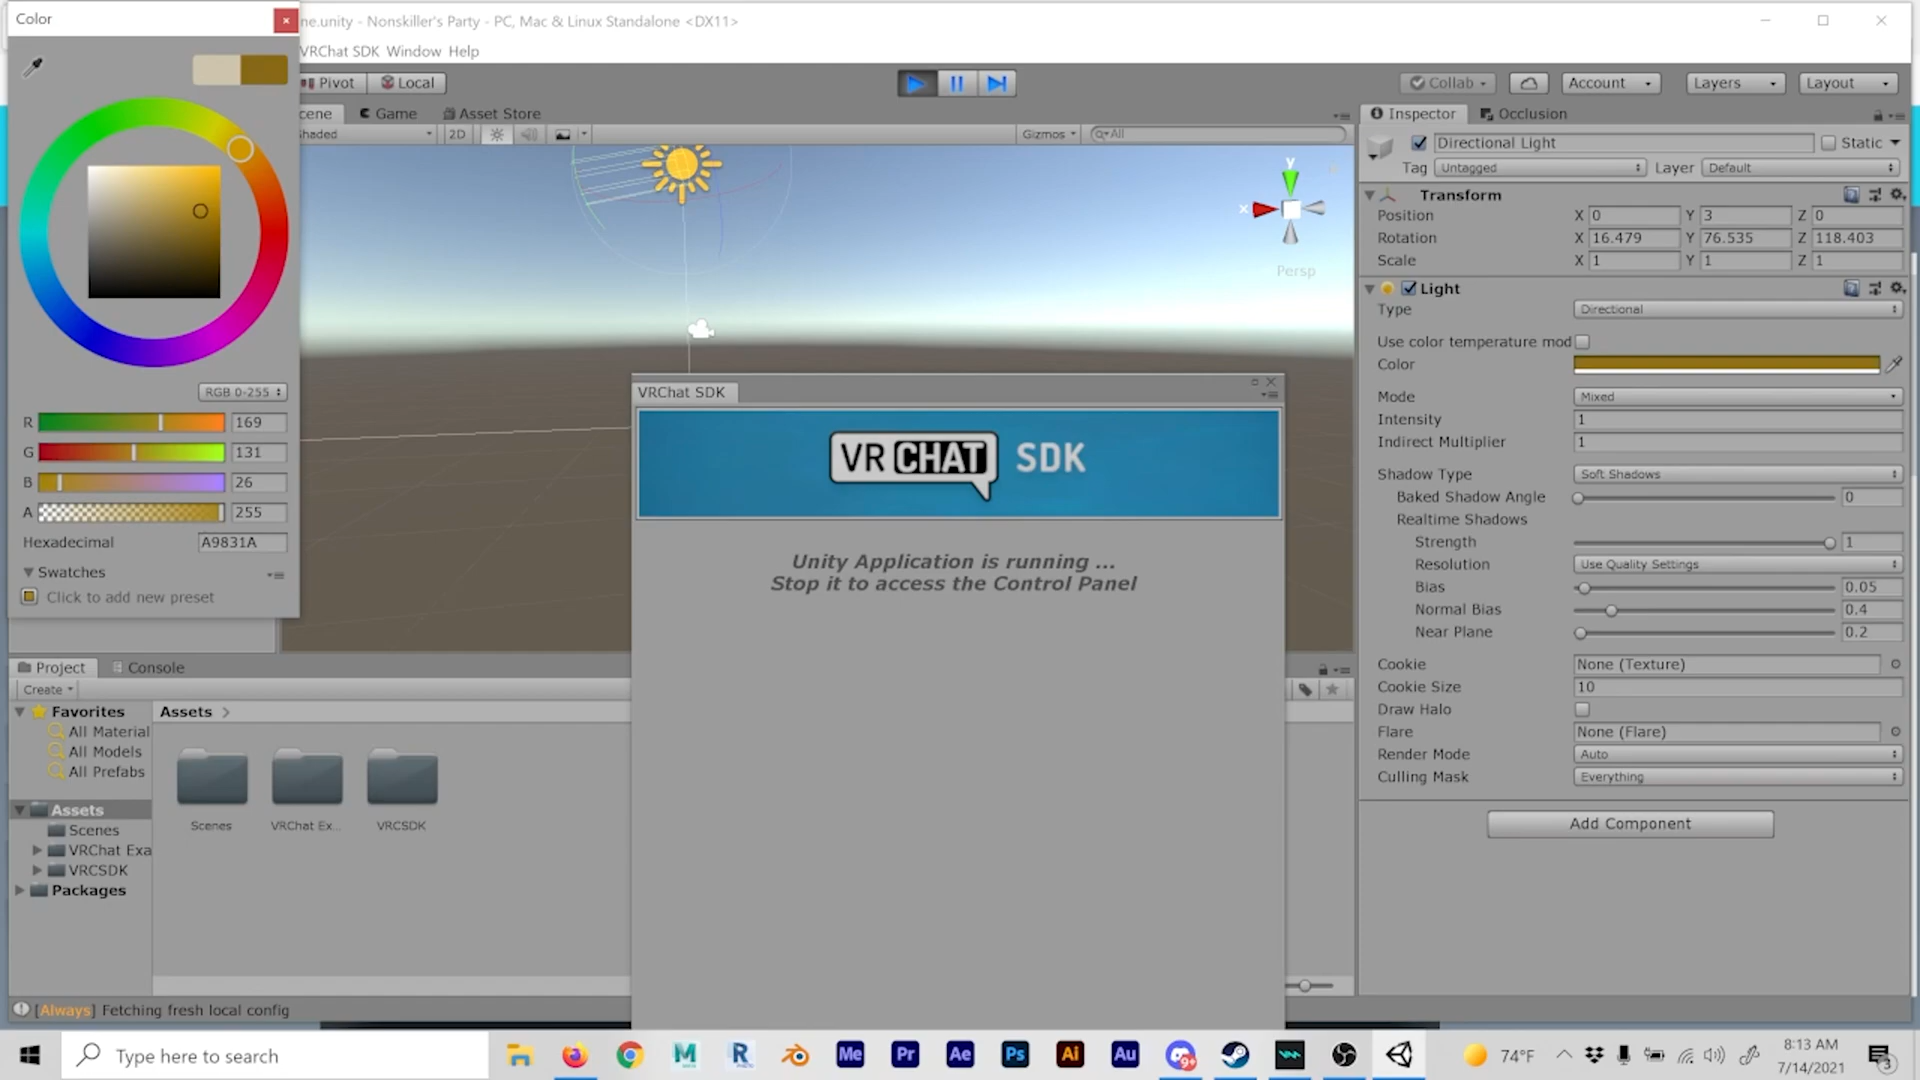 Color
ne.unity - Nonskiller's Party - PC, Mac & Linux Standalone <DX11>
VRChat SDK Window Help
Pivot Local
Collab Account Layers Layout
cene Game Asset Store
haded 2D Gizmos All
Inspector Occlusion
Directional Light Static
Tag Untagged Layer Default
Transform
Position X 0 Y 3 Z 0
Rotation X 16.479 Y 76.535 Z 118.403
Scale X 1 Y 1 Z 1
y
x
Persp
Light
Type Directional
Use color temperature mod
Color
Mode Mixed
Intensity 1
Indirect Multiplier 1
Shadow Type Soft Shadows
Baked Shadow Angle 0
Realtime Shadows
Strength 1
Resolution Use Quality Settings
Bias 0.05
Normal Bias 0.4
Near Plane 0.2
Cookie None (Texture)
Cookie Size 10
Draw Halo
Flare None (Flare)
Render Mode Auto
Culling Mask Everything
Add Component
RGB 0-255
R 169
G 131
B 26
A 255
Hexadecimal A9831A
Swatches
Click to add new preset
VRChat SDK
VR CHAT SDK
Unity Application is running ...
Stop it to access the Control Panel
Project Console
Create
Favorites
All Material
All Models
All Prefabs
Assets
Scenes
VRChat Exa
VRCSDK
Packages
Assets
Scenes VRChat Ex... VRCSDK
[Always] Fetching fresh local config
Type here to search
M R Me Pr Ae Ps Ai Au
74°F
8:13 AM
7/14/2021
3